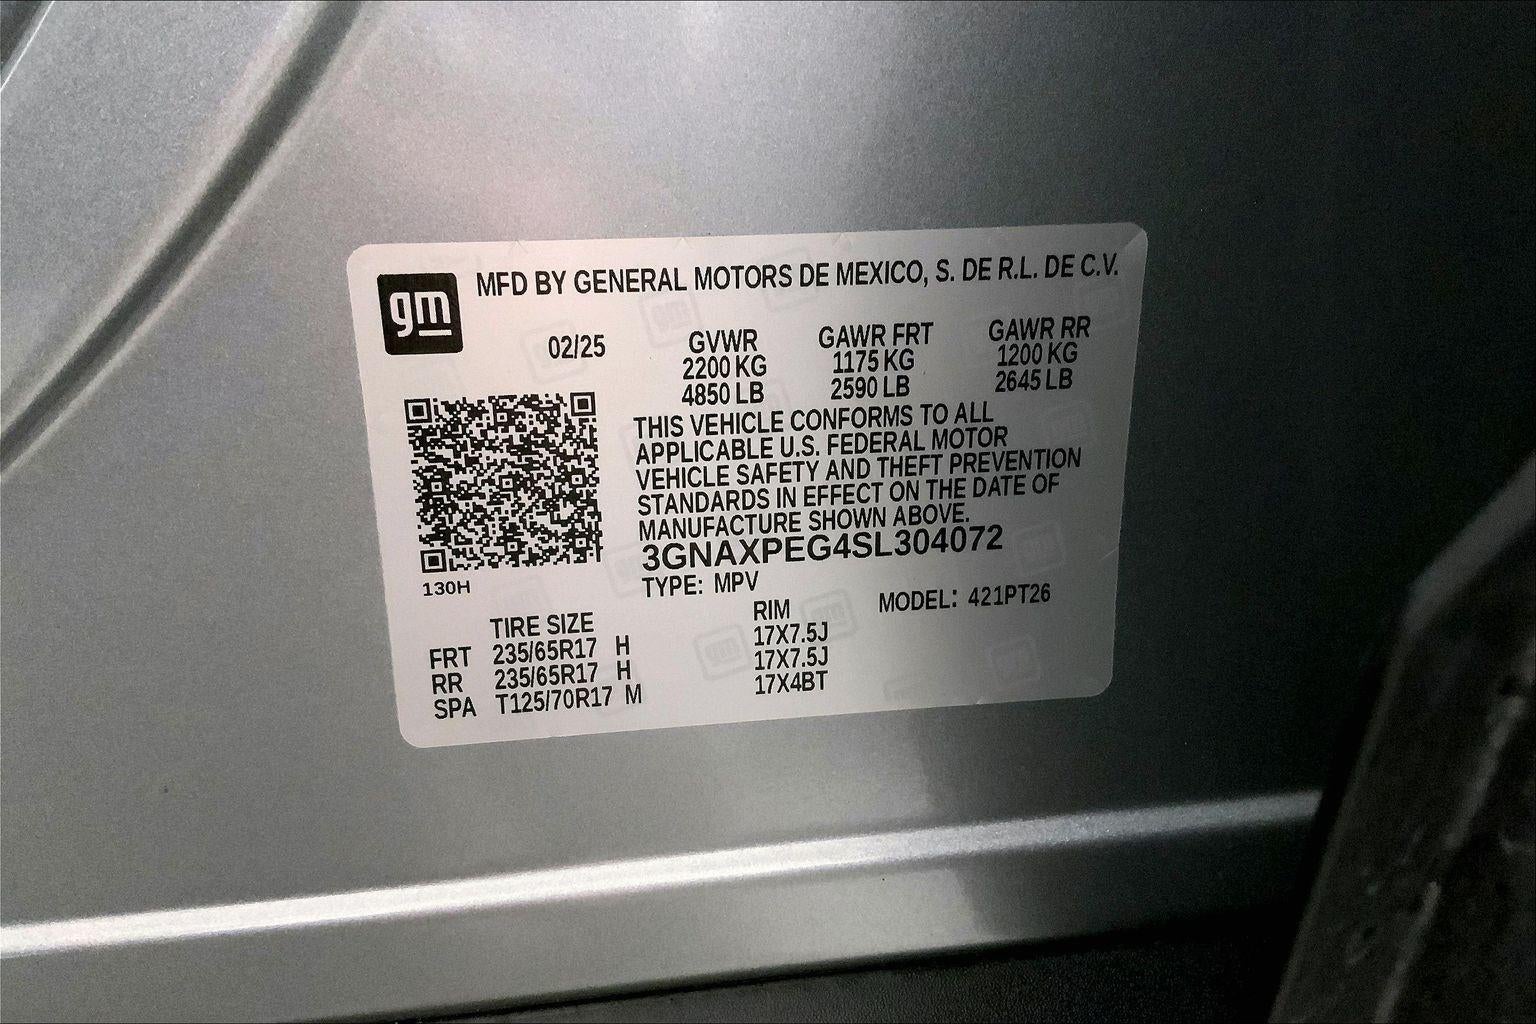 gm
MFD BY GENERAL MOTORS DE MEXICO, S. DE R.L. DE C.V.
02/25 GVWR GAWR FRT GAWR RR
2200 KG 1175 KG 1200 KG
4850 LB 2590 LB 2645 LB
THIS VEHICLE CONFORMS TO ALL
APPLICABLE U.S. FEDERAL MOTOR
VEHICLE SAFETY AND THEFT PREVENTION
STANDARDS IN EFFECT ON THE DATE OF
MANUFACTURE SHOWN ABOVE.
3GNAXPEG4SL304072
130H
TYPE: MPV MODEL: 421PT26
TIRE SIZE RIM
FRT 235/65R17 H 17X7.5J
RR 235/65R17 H 17X7.5J
SPA T125/70R17 M 17X4BT